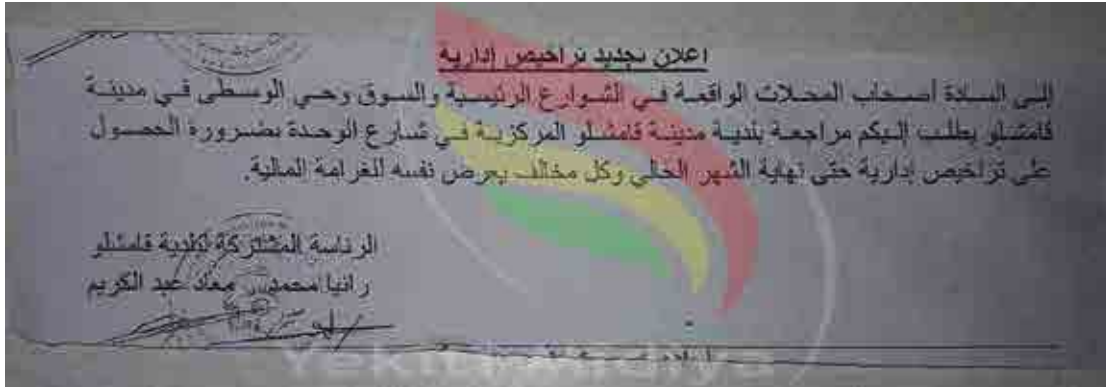 اعلان تجديد تراخيص إدارية
إلى السادة أصحاب المحلات الواقعة في الشوارع الرئيسية والسوق وحي الوسطى في مدينة
قامشلو يطلب إليكم مراجعة بلدية مدينة قامشلو المركزية في شارع الوحدة بضرورة الحصول
على تراخيص إدارية حتى نهاية الشهر الحالي وكل مخالف يعرض نفسه للغرامة المالية.
الرئاسة المشتركة لبلدية قامشلو
رانيا محمد معاذ عبد الكريم